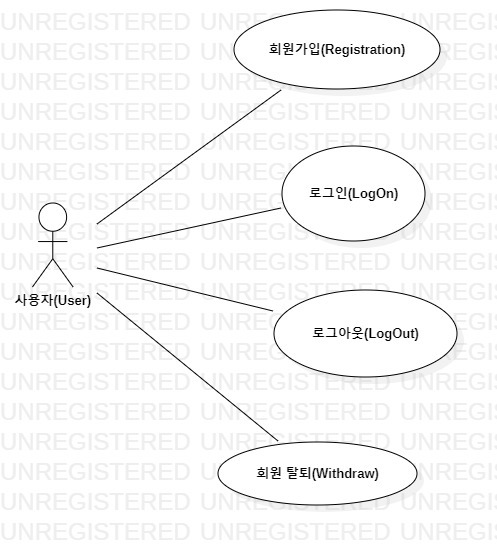 회원가입(Registration)
로그인(LogOn)
사용자(User)
로그아웃(LogOut)
회원 탈퇴(Withdraw)
UNREGISTERED